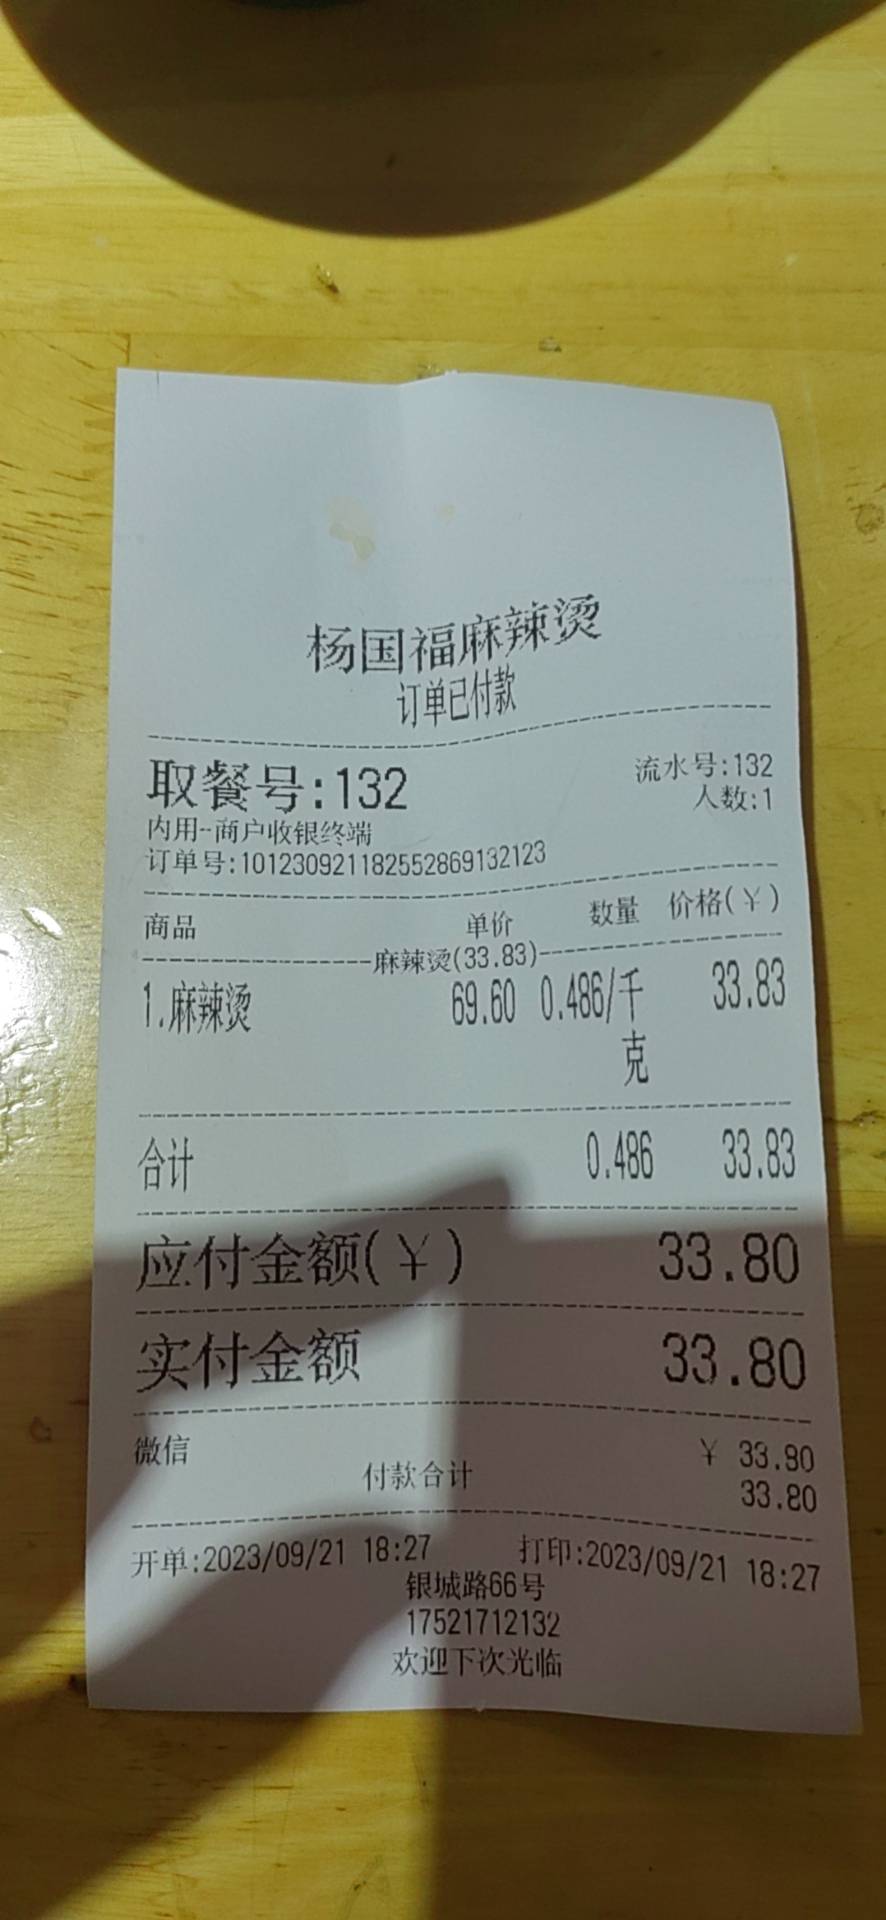 杨国福麻辣烫
订单已付款
取餐号:132 流水号:132
人数:1
内用--商户收银终端
订单号:101230921182552869132123
商品 单价 数量 价格(￥)
麻辣烫(33.83)
1.麻辣烫 69.60 0.486/千 33.83
克
合计 0.486 33.83
应付金额(￥) 33.80
实付金额 33.80
微信 ￥ 33.80
付款合计 33.80
开单:2023/09/21 18:27 打印:2023/09/21 18:27
银城路66号
17521712132
欢迎下次光临